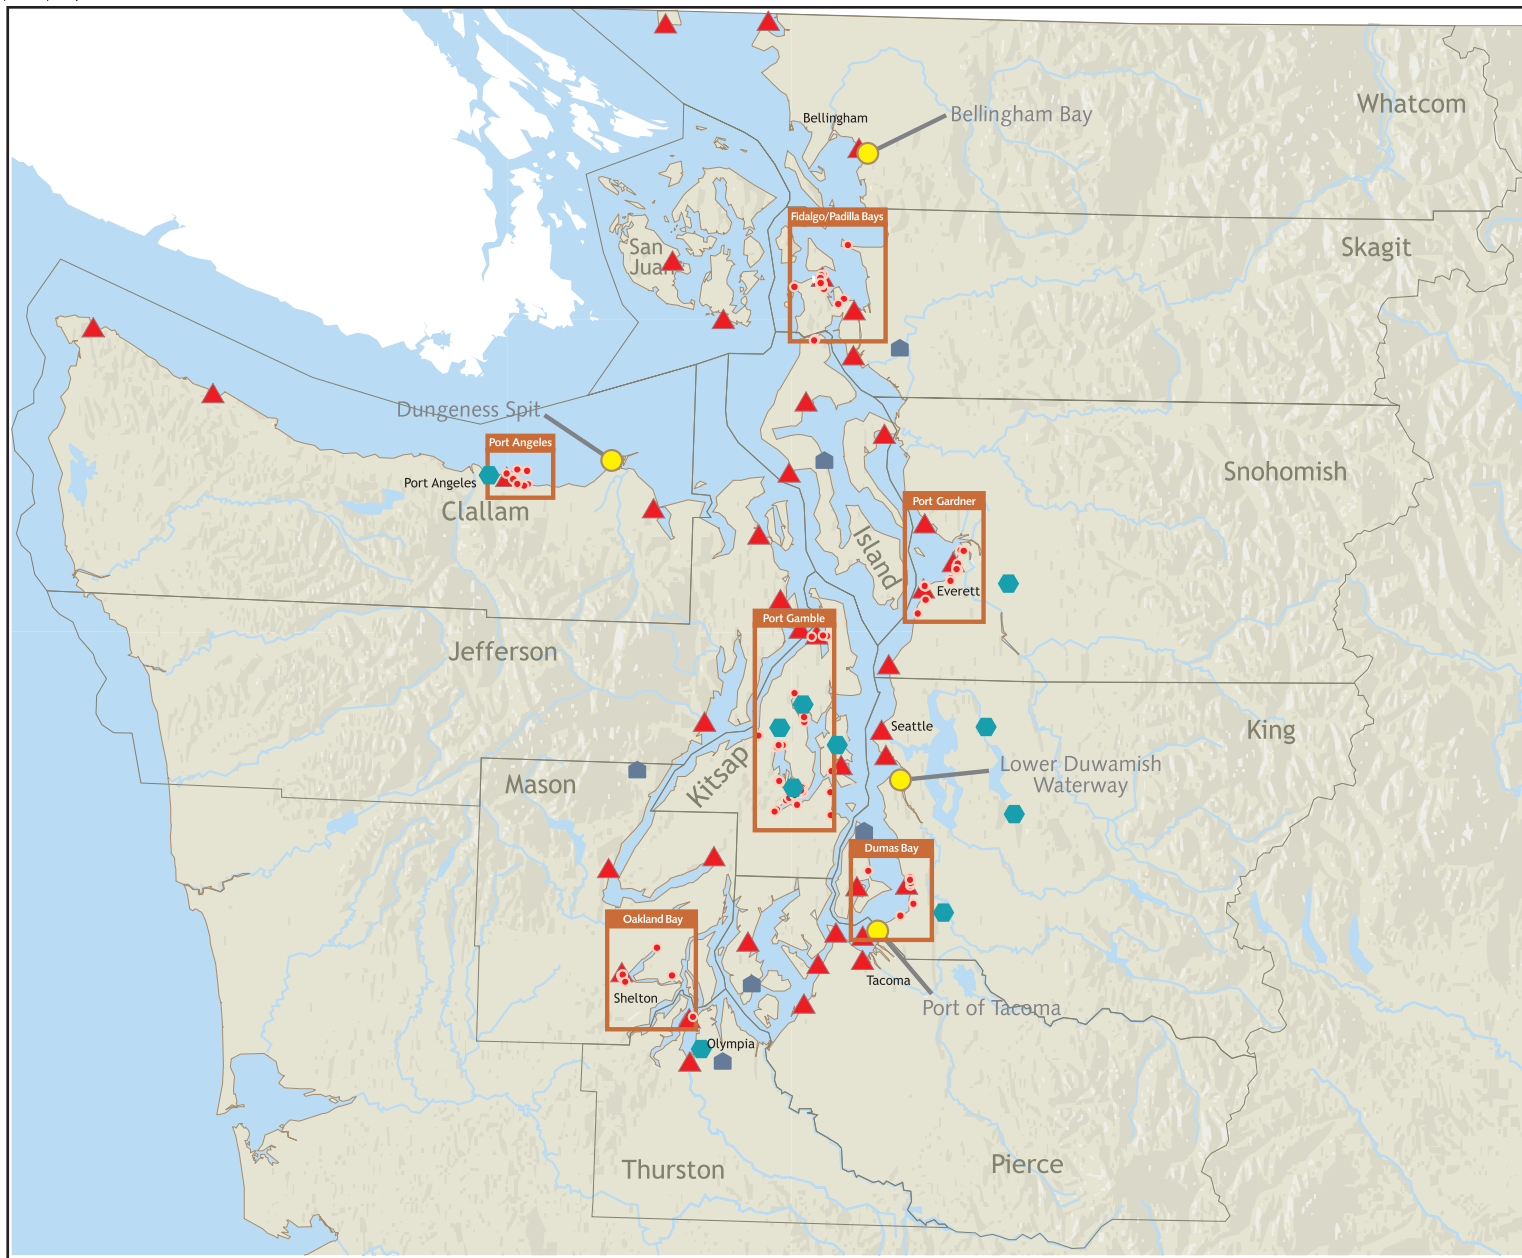 Whatcom
Bellingham
Bellingham Bay
Fidalgo/Padilla Bays
San
Juan
Skagit
Dungeness Spit
Port Angeles
Port Angeles
Clallam
Snohomish
Port Gardner
Island
Everett
Port Gamble
Jefferson
Seattle
King
Kitsap
Lower Duwamish
Waterway
Mason
Dumas Bay
Oakland Bay
Shelton
Tacoma
Port of Tacoma
Olympia
Thurston
Pierce